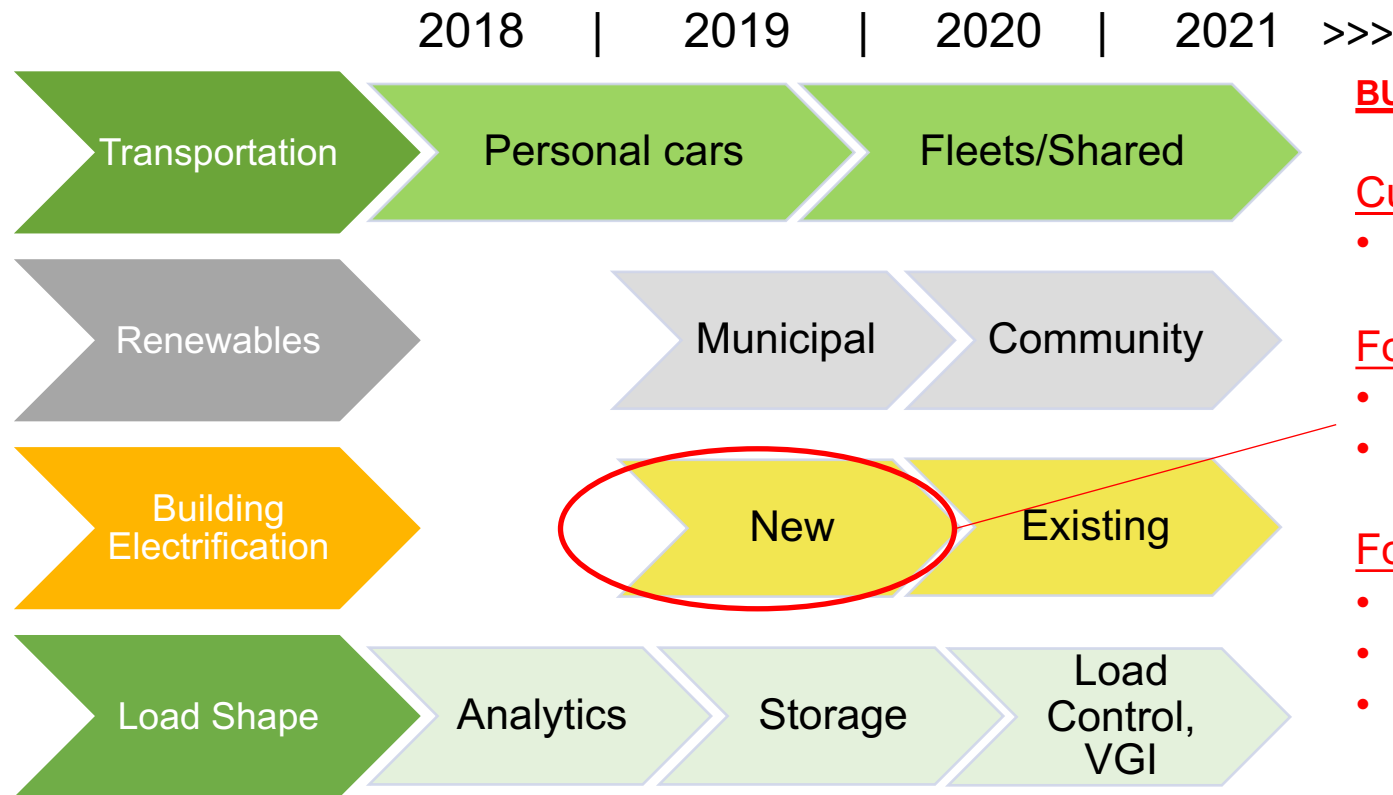 2018 | 2019 | 2020 | 2021 >>>
Transportation
Personal cars
Fleets/Shared
Renewables
Municipal
Community
Building
Electrification
New
Existing
Load Shape
Analytics
Storage
Load
Control,
VGI